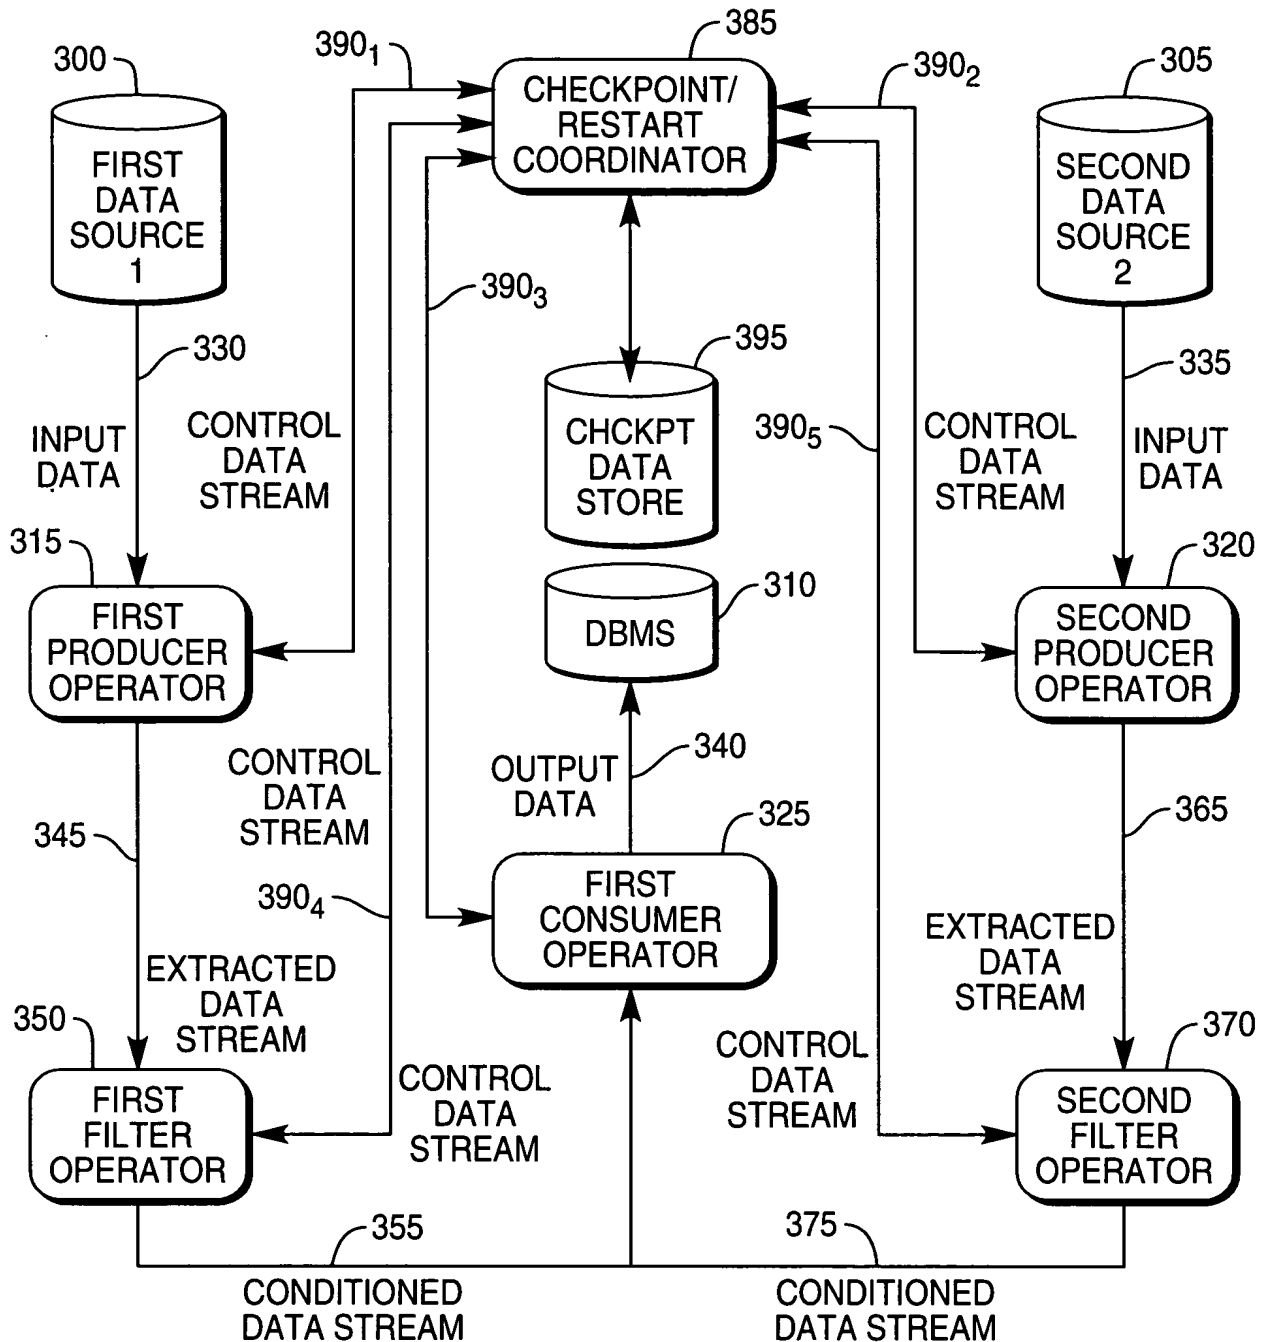 385
390₁
390₂
300
305
CHECKPOINT/
RESTART
COORDINATOR
FIRST
DATA
SOURCE
1
SECOND
DATA
SOURCE
2
390₃
330
395
335
CONTROL
DATA
STREAM
INPUT
DATA
CHCKPT
DATA
STORE
390₅
CONTROL
DATA
STREAM
INPUT
DATA
315
310
320
FIRST
PRODUCER
OPERATOR
DBMS
SECOND
PRODUCER
OPERATOR
CONTROL
DATA
STREAM
OUTPUT
DATA
340
345
325
365
390₄
FIRST
CONSUMER
OPERATOR
EXTRACTED
DATA
STREAM
EXTRACTED
DATA
STREAM
350
370
CONTROL
DATA
STREAM
CONTROL
DATA
STREAM
FIRST
FILTER
OPERATOR
SECOND
FILTER
OPERATOR
355
375
CONDITIONED
DATA STREAM
CONDITIONED
DATA STREAM